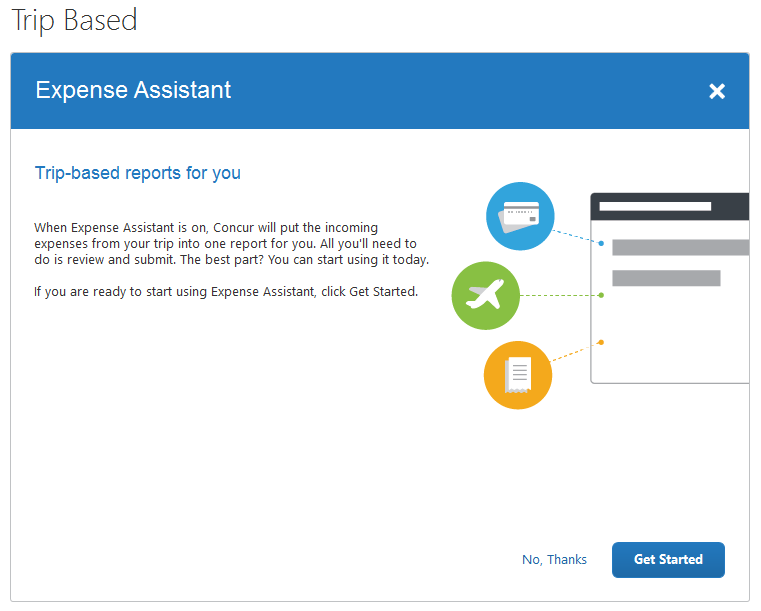 Trip Based
Expense Assistant
Trip-based reports for you
When Expense Assistant is on, Concur will put the incoming
expenses from your trip into one report for you. All you'll need to
do is review and submit. The best part? You can start using it today.
If you are ready to start using Expense Assistant, click Get Started.
No, Thanks
Get Started